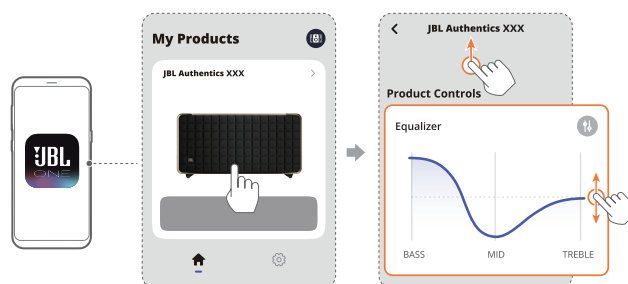 JBL
ONE
My Products
JBL Authentics XXX
JBL Authentics XXX
Product Controls
Equalizer
BASS
MID
TREBLE